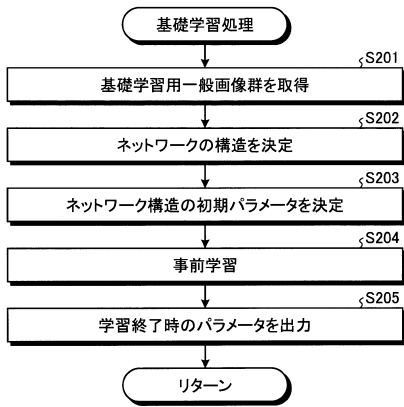 基礎学習処理
S201
基礎学習用一般画像群を取得
S202
ネットワークの構造を決定
S203
ネットワーク構造の初期パラメータを決定
S204
事前学習
S205
学習終了時のパラメータを出力
リターン